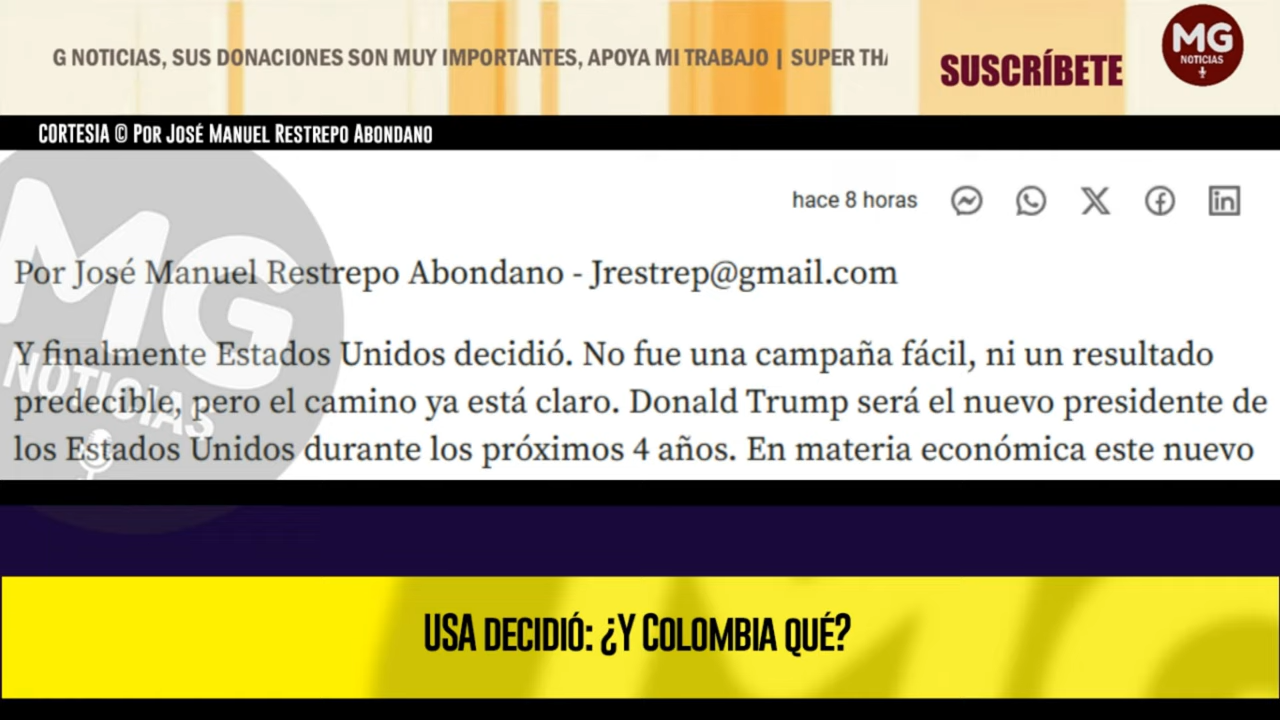 G NOTICIAS, SUS DONACIONES SON MUY IMPORTANTES, APOYA MI TRABAJO | SUPER
SUSCRÍBETE
MG
NOTICIAS
CORTESIA © Por José Manuel Restrepo Abondano
hace 8 horas
Por José Manuel Restrepo Abondano - Jrestrep@gmail.com
Y finalmente Estados Unidos decidió. No fue una campaña fácil, ni un resultado
predecible, pero el camino ya está claro. Donald Trump será el nuevo presidente de
los Estados Unidos durante los próximos 4 años. En materia económica este nuevo
MG
NOTICIAS
USA DECIDIÓ: ¿Y COLOMBIA QUÉ?